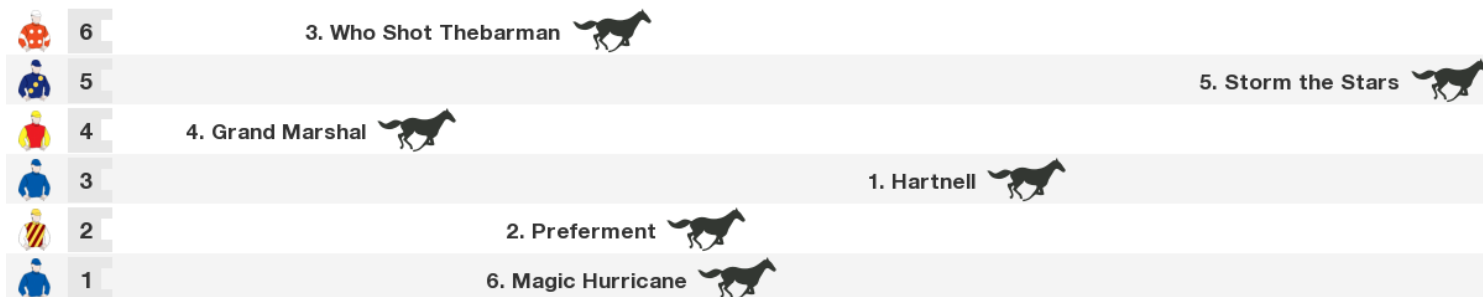 6 3. Who Shot Thebarman
5 5. Storm the Stars
4 4. Grand Marshal
3 1. Hartnell
2 2. Preferment
1 6. Magic Hurricane